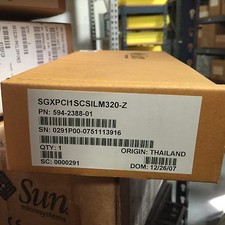 SGXPCI1SCSILM320-Z
PN: 594-2388-01
SN: 0291P00-0751113916
QTY: 1 ORIGIN: THAILAND
SC: 0000291 DOM: 12/26/07
Sun
microsystems